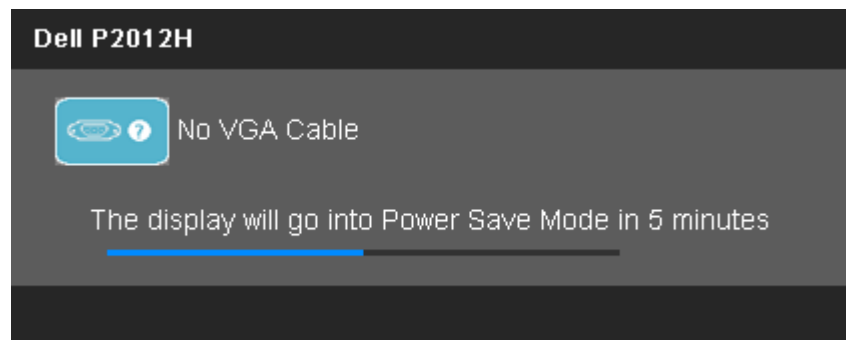 Dell P2012H
? No VGA Cable
The display will go into Power Save Mode in 5 minutes